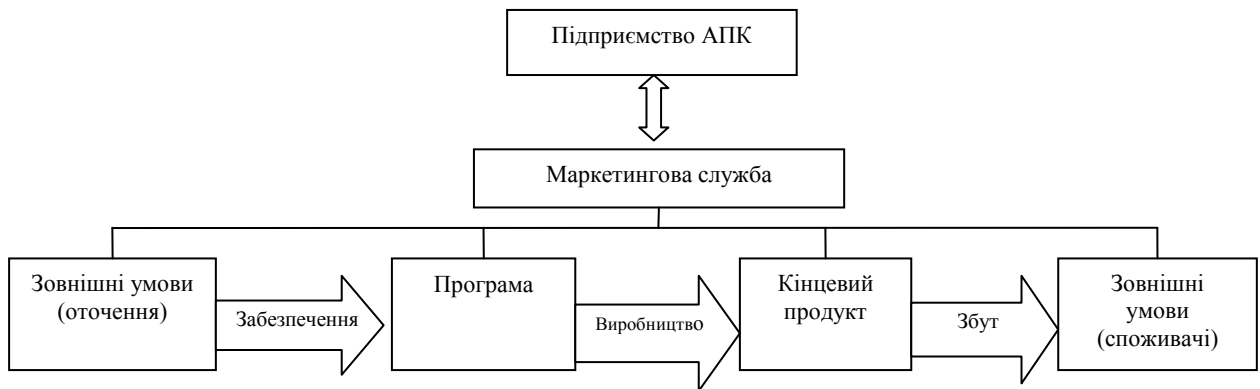 Підприємство АПК
Маркетингова служба
Зовнішні умови
(оточення)
Забезпечення
Програма
Виробництво
Кінцевий
продукт
Збут
Зовнішні
умови
(споживачі)